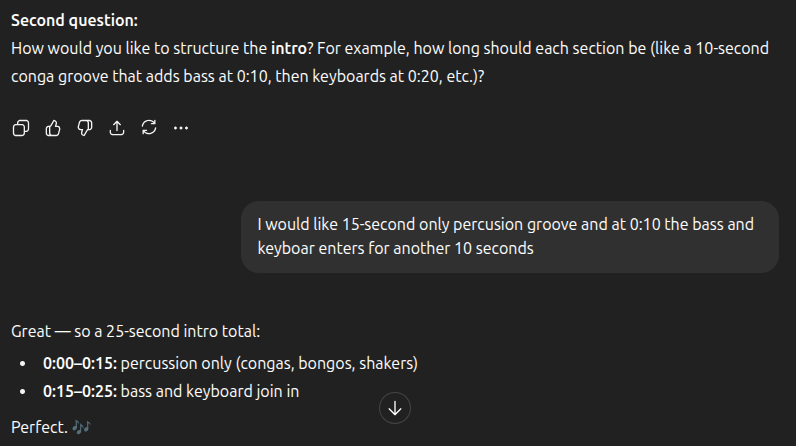 Second question:
How would you like to structure the intro? For example, how long should each section be (like a 10-second
conga groove that adds bass at 0:10, then keyboards at 0:20, etc.)?
I would like 15-second only percusion groove and at 0:10 the bass and
keyboar enters for another 10 seconds
Great — so a 25-second intro total:
• 0:00–0:15: percussion only (congas, bongos, shakers)
• 0:15–0:25: bass and keyboard join in
Perfect. 🎶